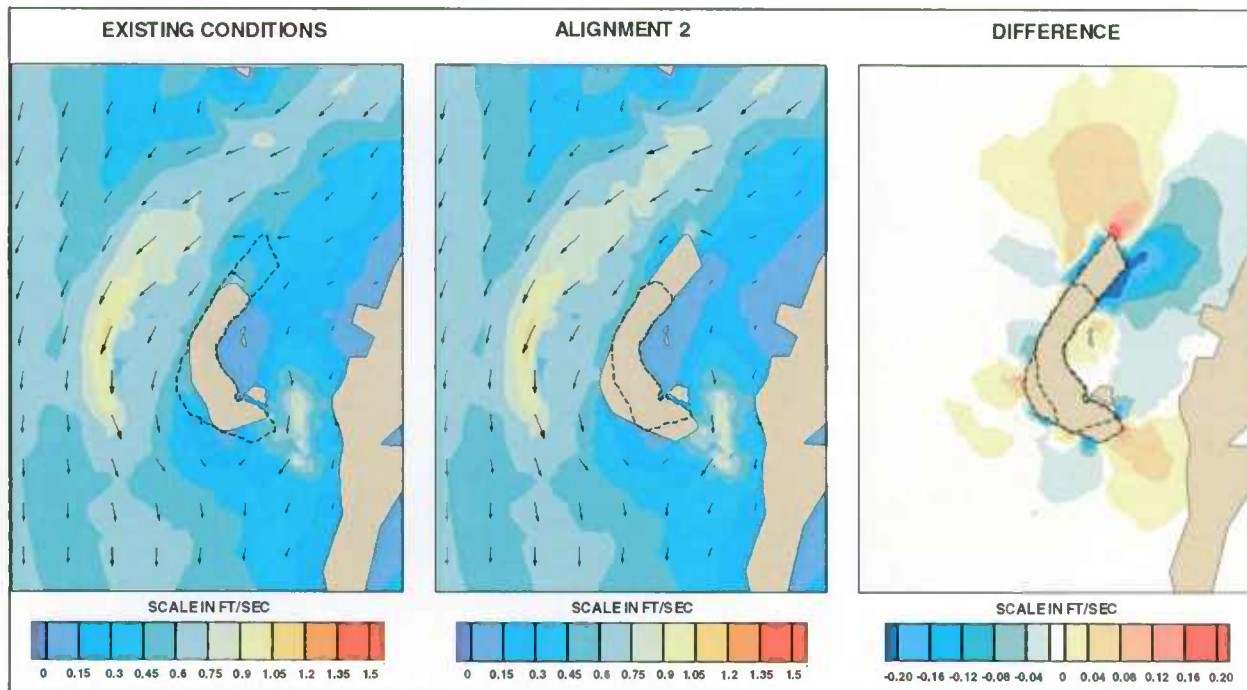 EXISTING CONDITIONS
ALIGNMENT 2
DIFFERENCE
SCALE IN FT/SEC
0 0.15 0.3 0.45 0.6 0.75 0.9 1.05 1.2 1.35 1.5
SCALE IN FT/SEC
0 0.15 0.3 0.45 0.6 0.75 0.9 1.05 1.2 1.35 1.5
SCALE IN FT/SEC
-0.20 -0.16 -0.12 -0.08 -0.04 0 0.04 0.08 0.12 0.16 0.20